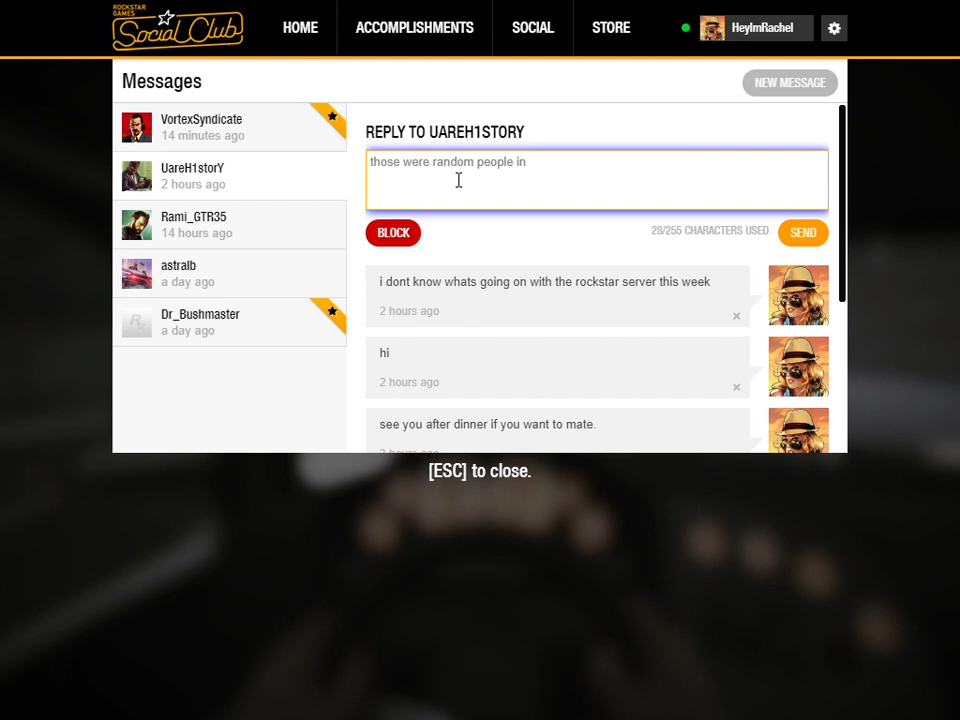 ROCKSTAR
GAMES
Social Club
HOME
ACCOMPLISHMENTS
SOCIAL
STORE
HeyImRachel
Messages
NEW MESSAGE
VortexSyndicate
14 minutes ago
UareH1storY
2 hours ago
Rami_GTR35
14 hours ago
astralb
a day ago
Dr_Bushmaster
a day ago
REPLY TO UAREH1STORY
those were random people in
BLOCK
28/255 CHARACTERS USED
SEND
i dont know whats going on with the rockstar server this week
2 hours ago
hi
2 hours ago
see you after dinner if you want to mate.
2 hours ago
[ESC] to close.